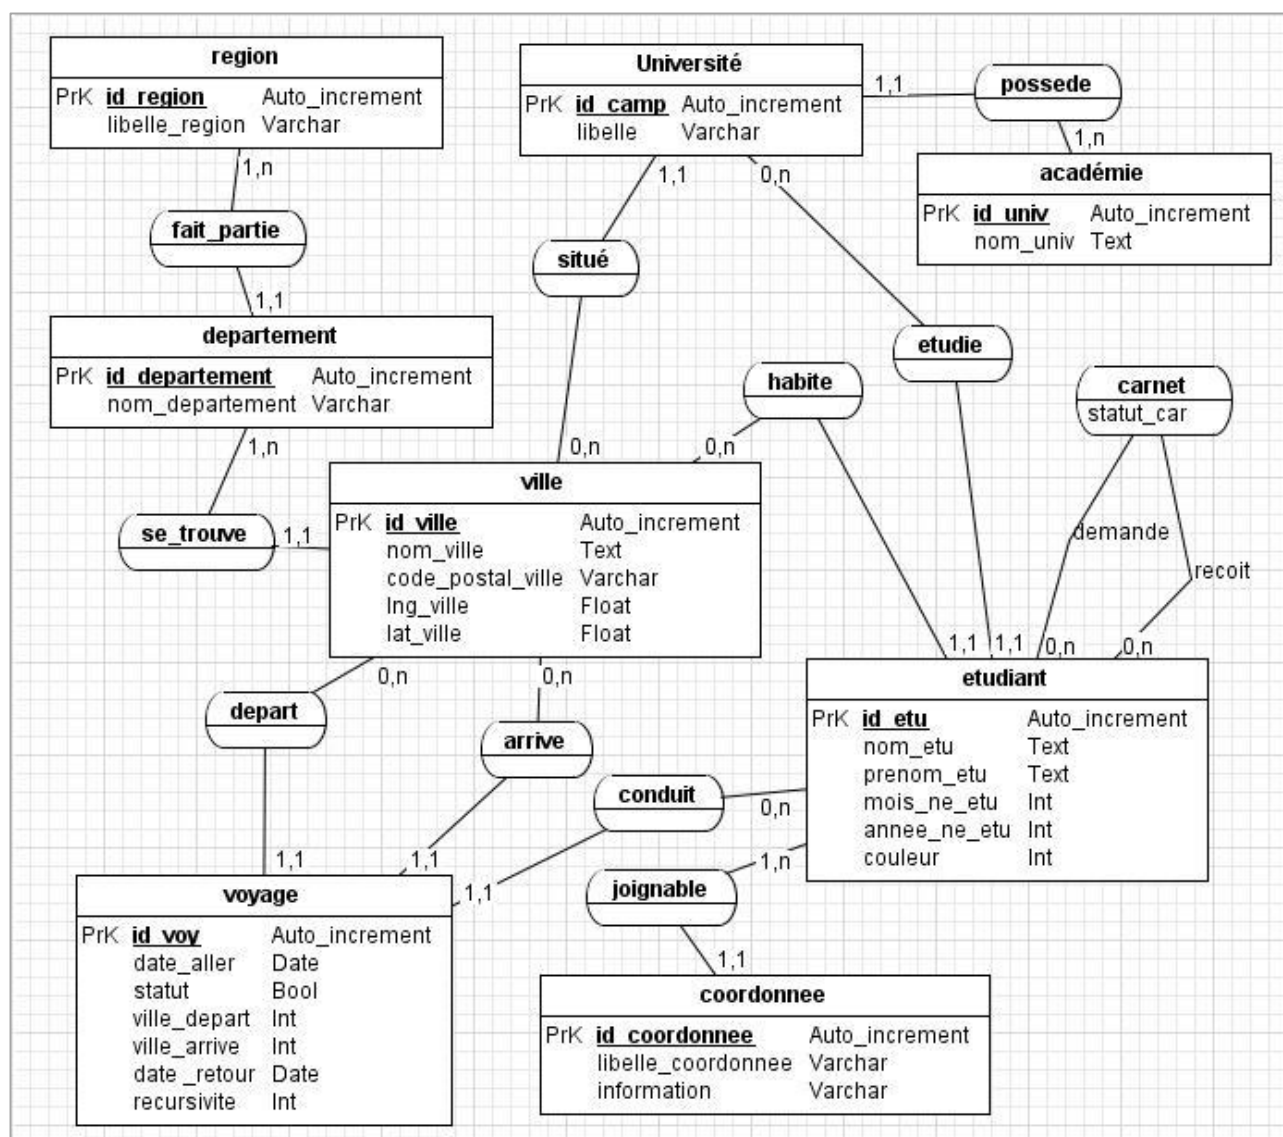 region
PrK id_region Auto_increment
libelle_region Varchar
1,n
fait_partie
1,1
departement
PrK id_departement Auto_increment
nom_departement Varchar
1,n
se_trouve
1,1
Université
PrK id_camp Auto_increment
libelle Varchar
1,1
possede
1,n
académie
PrK id_univ Auto_increment
nom_univ Text
1,1
0,n
situé
etudie
habite
carnet
statut_car
0,n
0,n
ville
PrK id_ville Auto_increment
nom_ville Text
code_postal_ville Varchar
lng_ville Float
lat_ville Float
demande
recoit
1,1
1,1
0,n
0,n
0,n
0,n
depart
arrive
etudiant
PrK id_etu Auto_increment
nom_etu Text
prenom_etu Text
mois_ne_etu Int
annee_ne_etu Int
couleur Int
conduit
0,n
1,1
1,1
1,1
1,n
joignable
1,1
voyage
PrK id_voy Auto_increment
date_aller Date
statut Bool
ville_depart Int
ville_arrive Int
date _retour Date
recursivite Int
coordonnee
PrK id_coordonnee Auto_increment
libelle_coordonnee Varchar
information Varchar